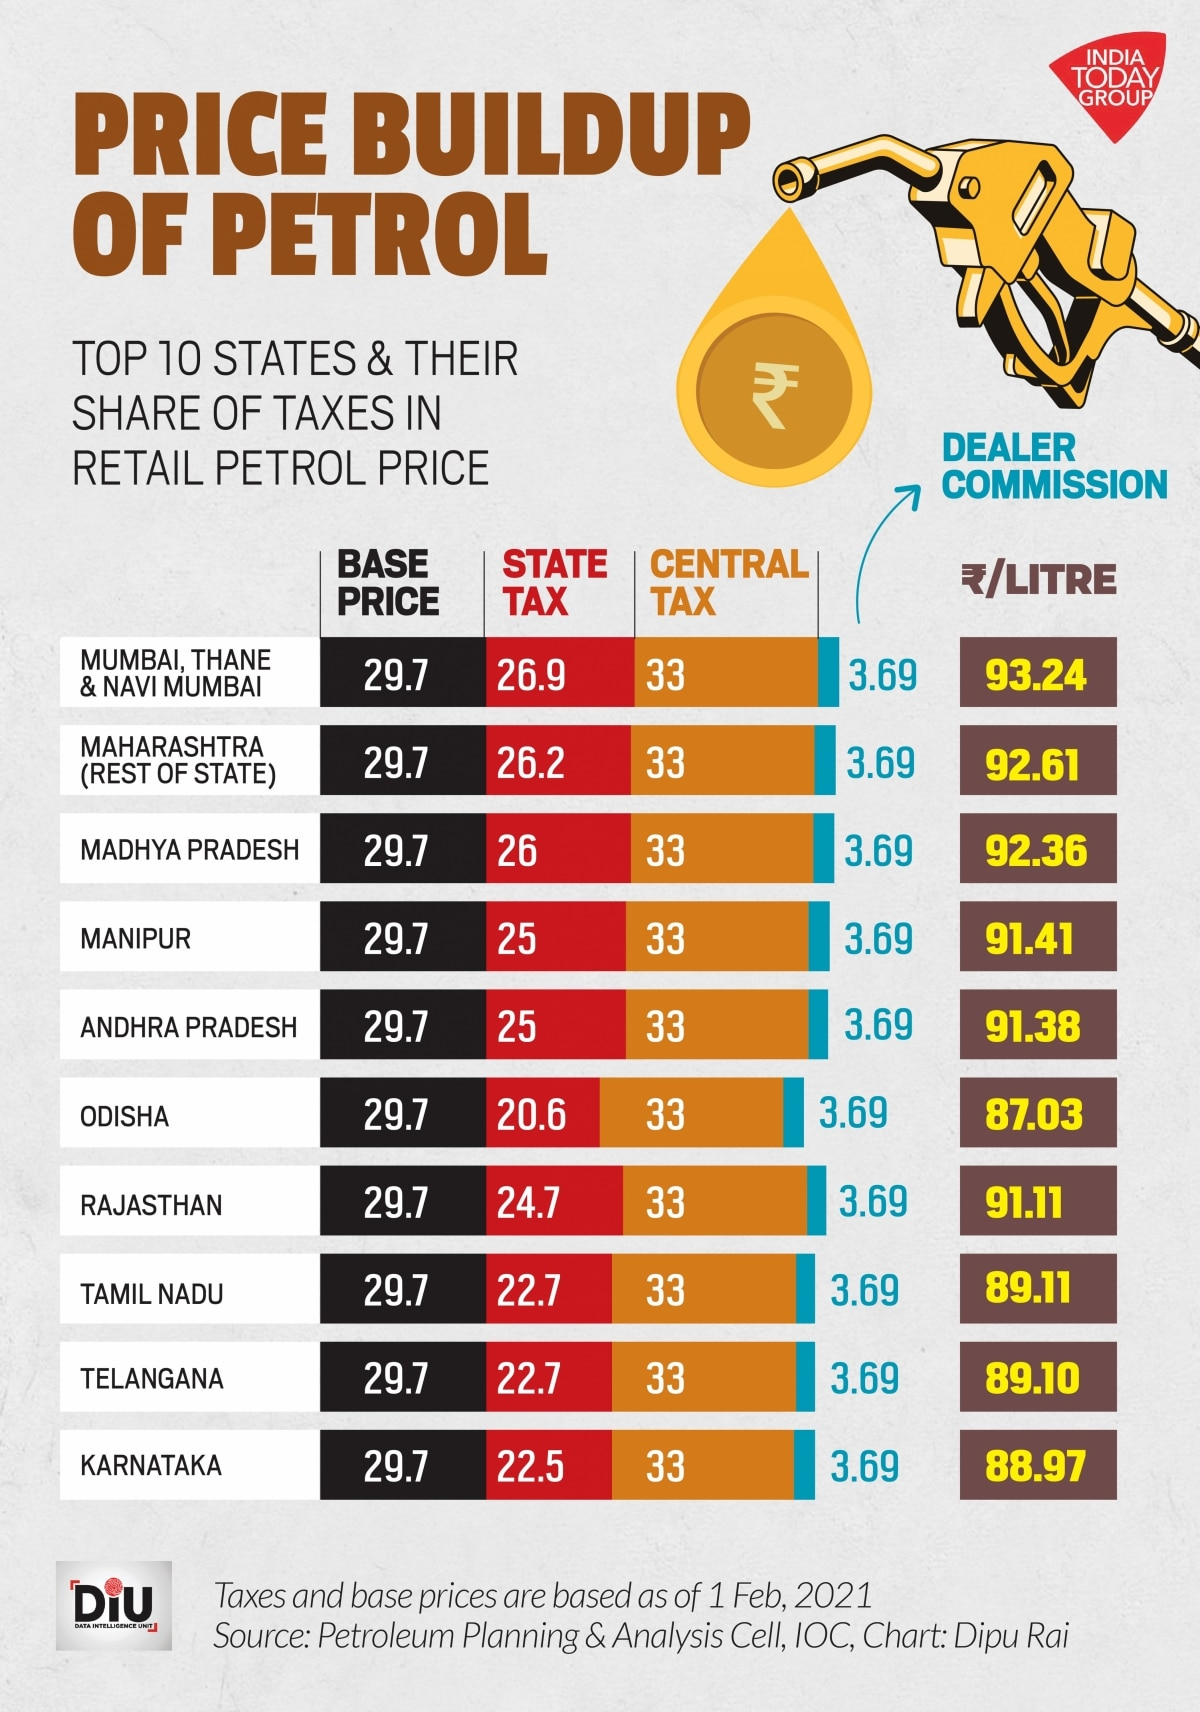 INDIA
TODAY
GROUP
PRICE BUILDUP
OF PETROL
TOP 10 STATES & THEIR
SHARE OF TAXES IN
RETAIL PETROL PRICE
₹
DEALER
COMMISSION
BASE
PRICE
STATE
TAX
CENTRAL
TAX
₹/LITRE
MUMBAI, THANE
& NAVI MUMBAI
29.7 26.9 33 3.69 93.24
MAHARASHTRA
(REST OF STATE)
29.7 26.2 33 3.69 92.61
MADHYA PRADESH 29.7 26 33 3.69 92.36
MANIPUR 29.7 25 33 3.69 91.41
ANDHRA PRADESH 29.7 25 33 3.69 91.38
ODISHA 29.7 20.6 33 3.69 87.03
RAJASTHAN 29.7 24.7 33 3.69 91.11
TAMIL NADU 29.7 22.7 33 3.69 89.11
TELANGANA 29.7 22.7 33 3.69 89.10
KARNATAKA 29.7 22.5 33 3.69 88.97
DiU
DATA INTELLIGENCE UNIT
Taxes and base prices are based as of 1 Feb, 2021
Source: Petroleum Planning & Analysis Cell, IOC, Chart: Dipu Rai